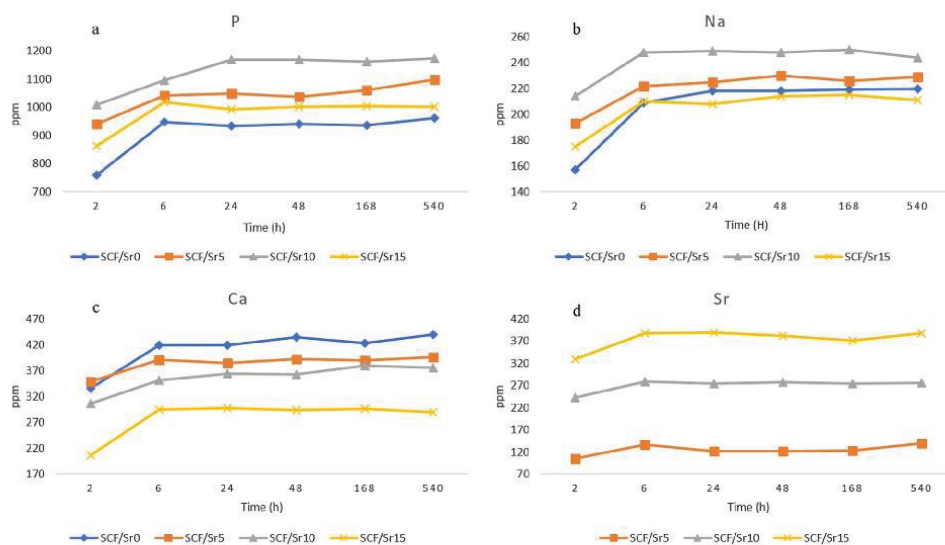 a
P
1200
1100
1000
900
800
700
ppm
2 6 24 48 168 540
Time (h)
SCF/Sr0 SCF/Sr5 SCF/Sr10 SCF/Sr15
b
Na
260
240
220
200
180
160
140
ppm
2 6 24 48 168 540
Time (H)
SCF/Sr0 SCF/Sr5 SCF/Sr10 SCF/Sr15
c
Ca
470
420
370
320
270
220
170
ppm
2 6 24 48 168 540
Time (h)
SCF/Sr0 SCF/Sr5 SCF/Sr10 SCF/Sr15
d
Sr
420
370
320
270
220
170
120
70
ppm
2 6 24 48 168 540
Time (h)
SCF/Sr5 SCF/Sr10 SCF/Sr15